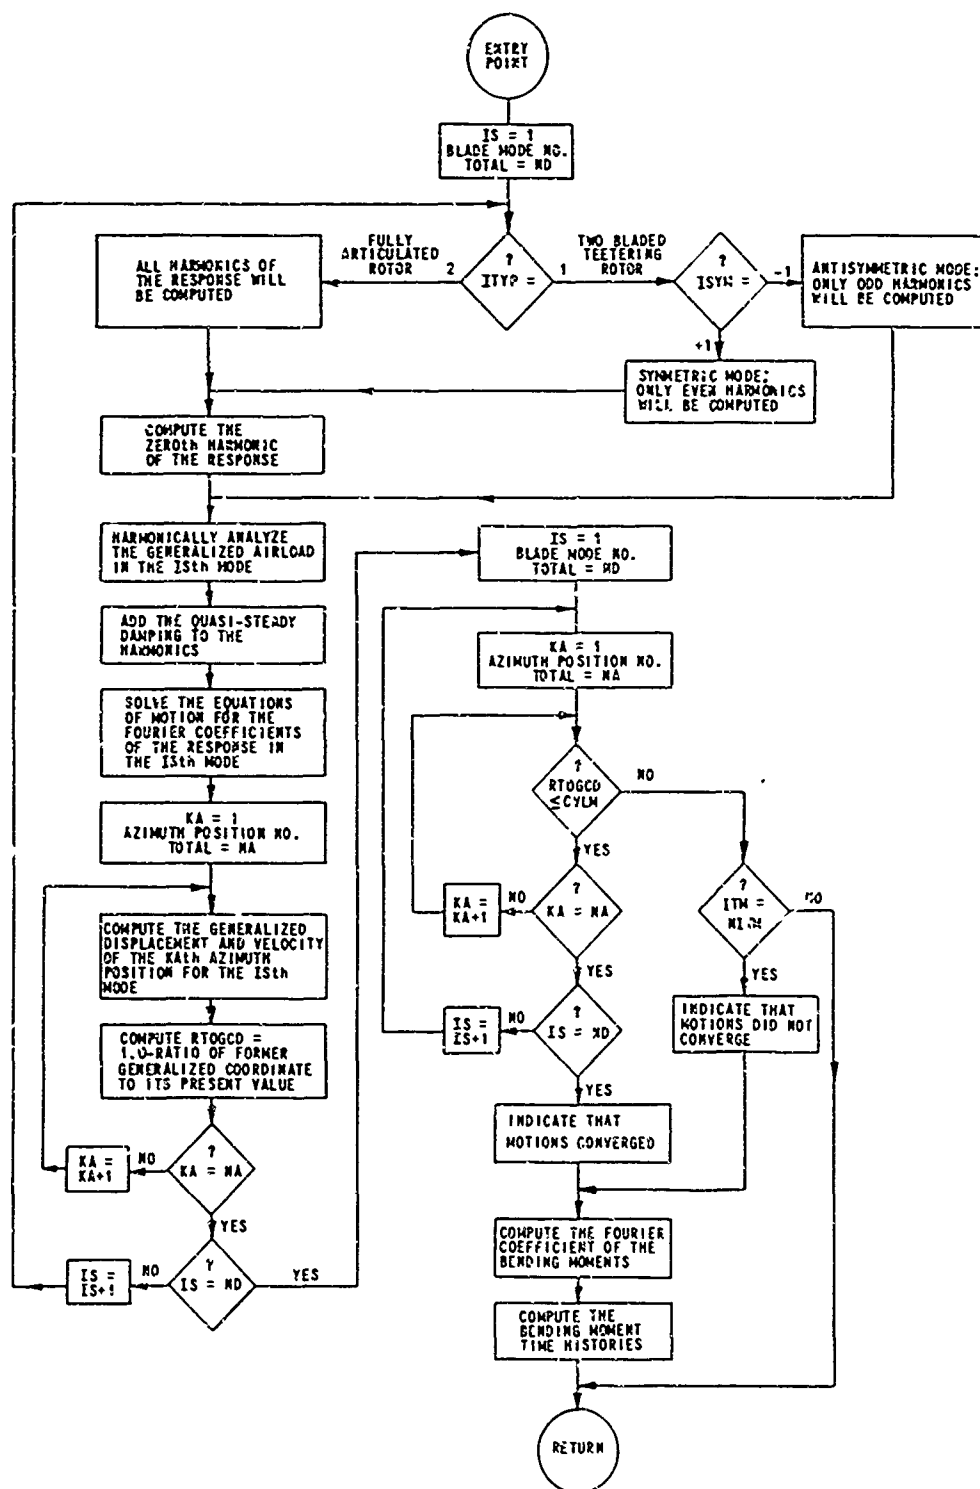 ENTRY
POINT
IS = 1
BLADE MODE NO.
TOTAL = ND
FULLY
ARTICULATED
ROTOR
2
?
ITYP =
1
TWO BLADED
TEETERING
ROTOR
?
ISYM =
-1
+1
ALL HARMONICS OF
THE RESPONSE WILL
BE COMPUTED
ANTISYMMETRIC MODE:
ONLY ODD HARMONICS
WILL BE COMPUTED
SYMMETRIC MODE:
ONLY EVEN HARMONICS
WILL BE COMPUTED
COMPUTE THE
ZEROth HARMONIC
OF THE RESPONSE
HARMONICALLY ANALYZE
THE GENERALIZED AIRLOAD
IN THE ISth MODE
ADD THE QUASI-STEADY
DAMPING TO THE
HARMONICS
SOLVE THE EQUATIONS
OF MOTION FOR THE
FOURIER COEFFICIENTS
OF THE RESPONSE IN
THE ISth MODE
KA = 1
AZIMUTH POSITION NO.
TOTAL = NA
COMPUTE THE GENERALIZED
DISPLACEMENT AND VELOCITY
OF THE KAth AZIMUTH
POSITION FOR THE ISth
MODE
COMPUTE RTOGCD =
1.0-RATIO OF FORMER
GENERALIZED COORDINATE
TO ITS PRESENT VALUE
?
KA = NA
NO
KA =
KA+1
YES
?
IS = ND
NO
IS =
IS+1
YES
IS = 1
BLADE MODE NO.
TOTAL = ND
KA = 1
AZIMUTH POSITION NO.
TOTAL = NA
?
RTOGCD
≤ CYLM
NO
YES
?
KA = NA
NO
KA =
KA+1
YES
?
IS = ND
NO
IS =
IS+1
YES
?
ITM =
NO
YES
INDICATE THAT
MOTIONS DID NOT
CONVERGE
INDICATE THAT
MOTIONS CONVERGED
COMPUTE THE FOURIER
COEFFICIENT OF THE
BENDING MOMENTS
COMPUTE THE
BENDING MOMENT
TIME HISTORIES
RETURN